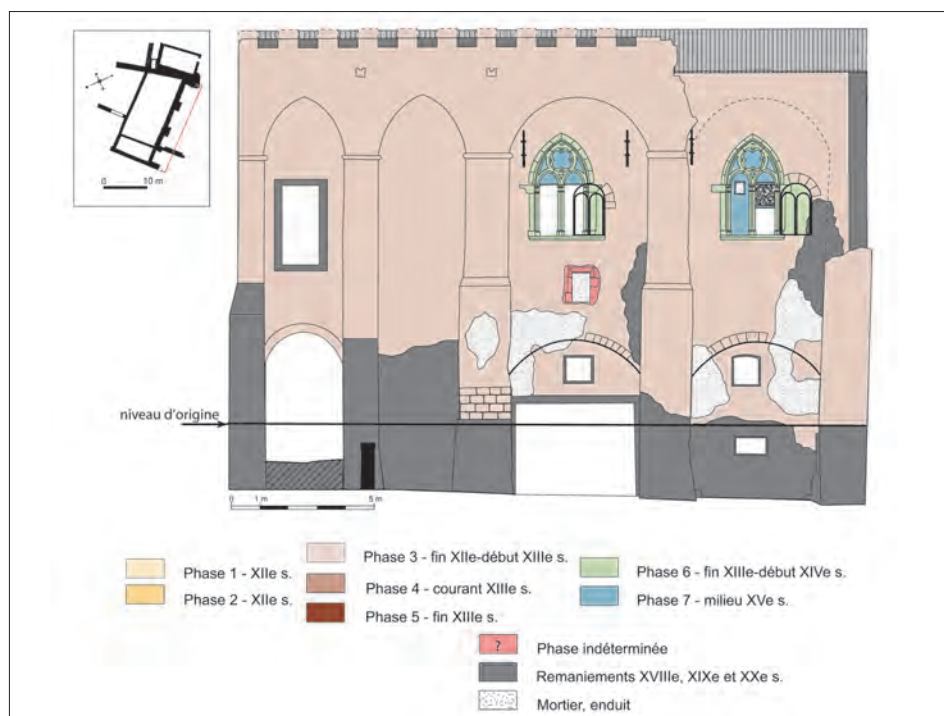 0 10 m
niveau d'origine
0 1 m 5 m
Phase 1 - XIIe s.
Phase 2 - XIIe s.
Phase 3 - fin XIIe-début XIIIe s.
Phase 4 - courant XIIIe s.
Phase 5 - fin XIIIe s.
Phase 6 - fin XIIIe-début XIVe s.
Phase 7 - milieu XVe s.
? Phase indéterminée
Remaniements XVIIIe, XIXe et XXe s.
Mortier, enduit